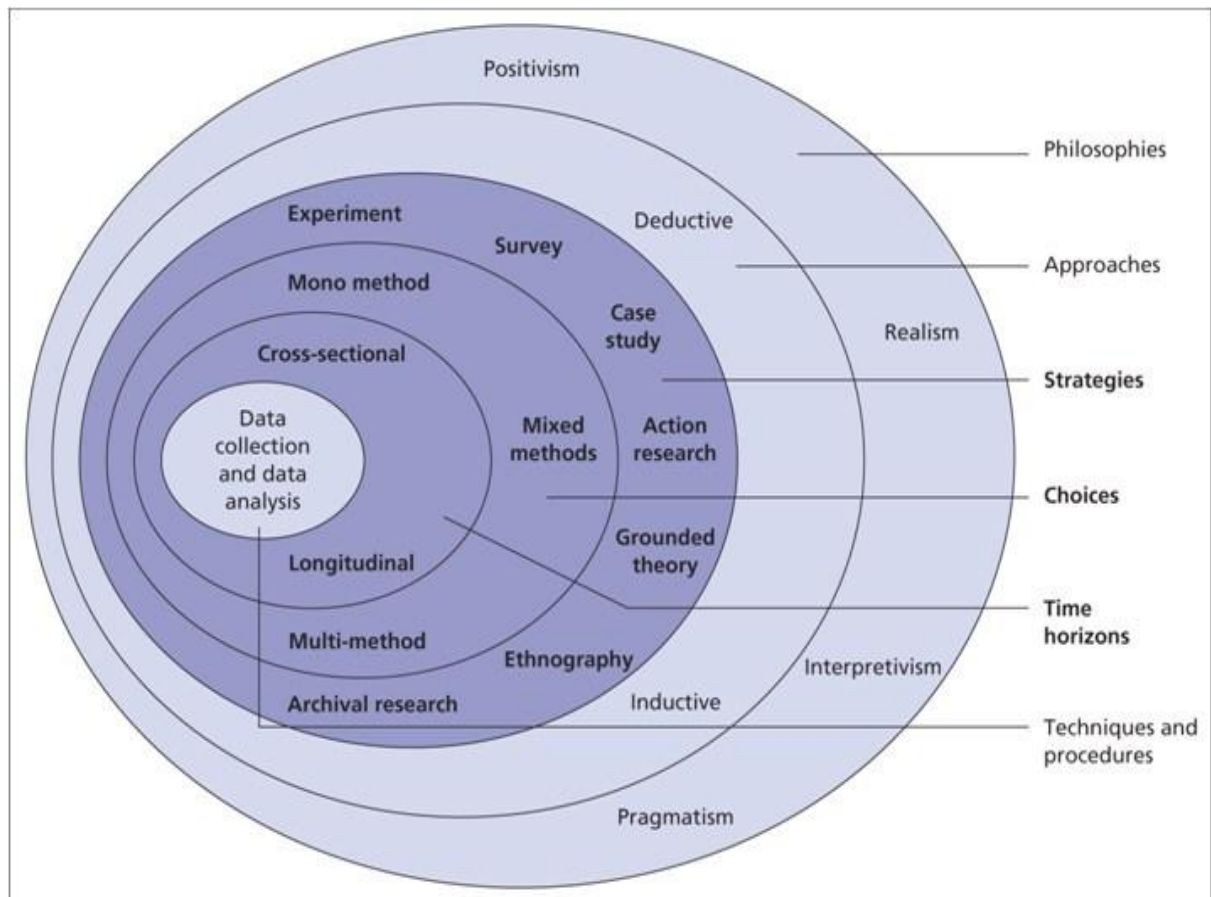 Positivism
Philosophies
Deductive
Approaches
Experiment
Survey
Mono method
Case
study
Realism
Cross-sectional
Strategies
Data
collection
and data
analysis
Mixed
methods
Action
research
Choices
Grounded
theory
Longitudinal
Time
horizons
Multi-method
Ethnography
Interpretivism
Archival research
Inductive
Techniques and
procedures
Pragmatism